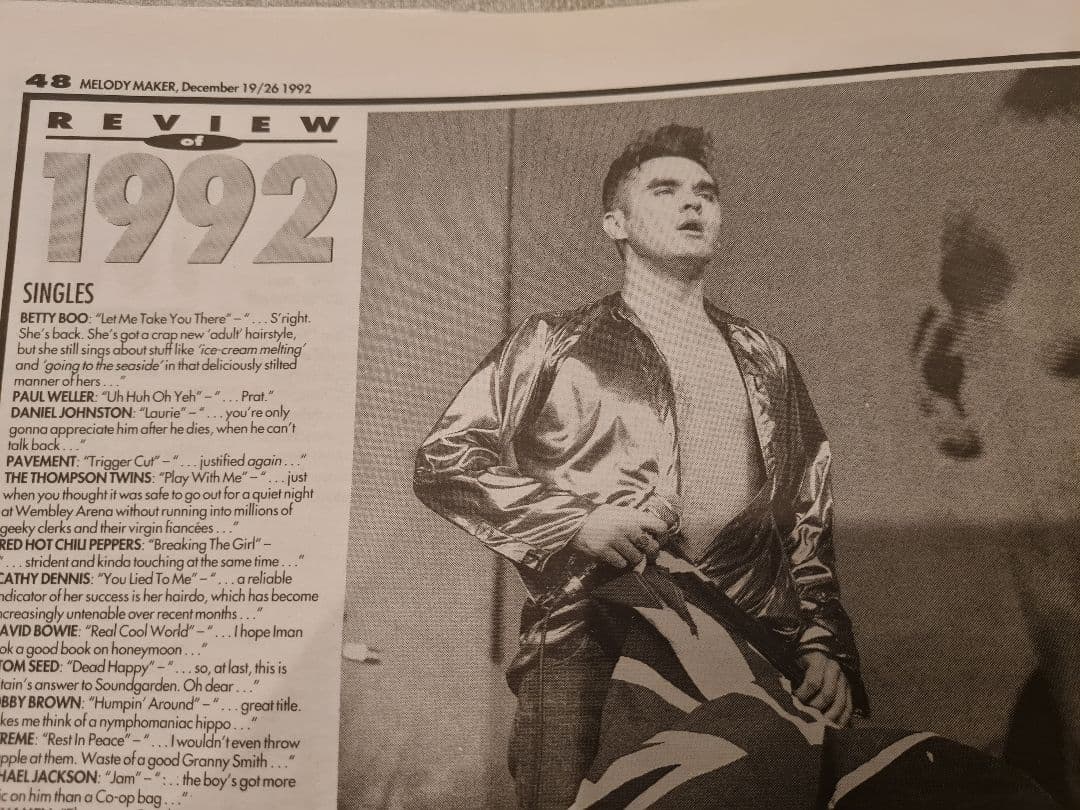 48 MELODY MAKER, December 19/26 1992
REVIEW
of
1992
SINGLES
BETTY BOO: "Let Me Take You There" – "... S'right.
She's back. She's got a crap new 'adult' hairstyle,
but she still sings about stuff like 'ice-cream melting'
and 'going to the seaside' in that deliciously stilted
manner of hers ..."
PAUL WELLER: "Uh Huh Oh Yeh" – "... Prat."
DANIEL JOHNSTON: "Laurie" – "... you're only
gonna appreciate him after he dies, when he can't
talk back ..."
PAVEMENT: "Trigger Cut" – "... justified again ..."
THE THOMPSON TWINS: "Play With Me" – "... just
when you thought it was safe to go out for a quiet night
at Wembley Arena without running into millions of
geeky clerks and their virgin fiancées ..."
RED HOT CHILI PEPPERS: "Breaking The Girl" –
"... strident and kinda touching at the same time ..."
CATHY DENNIS: "You Lied To Me" – "... a reliable
ndicator of her success is her hairdo, which has become
ncreasingly untenable over recent months ..."
AVID BOWIE: "Real Cool World" – "... I hope Iman
ok a good book on honeymoon ..."
TOM SEED: "Dead Happy" – "... so, at last, this is
tain's answer to Soundgarden. Oh dear ..."
BBY BROWN: "Humpin' Around" – "... great title.
kes me think of a nymphomaniac hippo ..."
REME: "Rest In Peace" – "... I wouldn't even throw
pple at them. Waste of a good Granny Smith ..."
HAEL JACKSON: "Jam" – "... the boy's got more
ic on him than a Co-op bag ..."